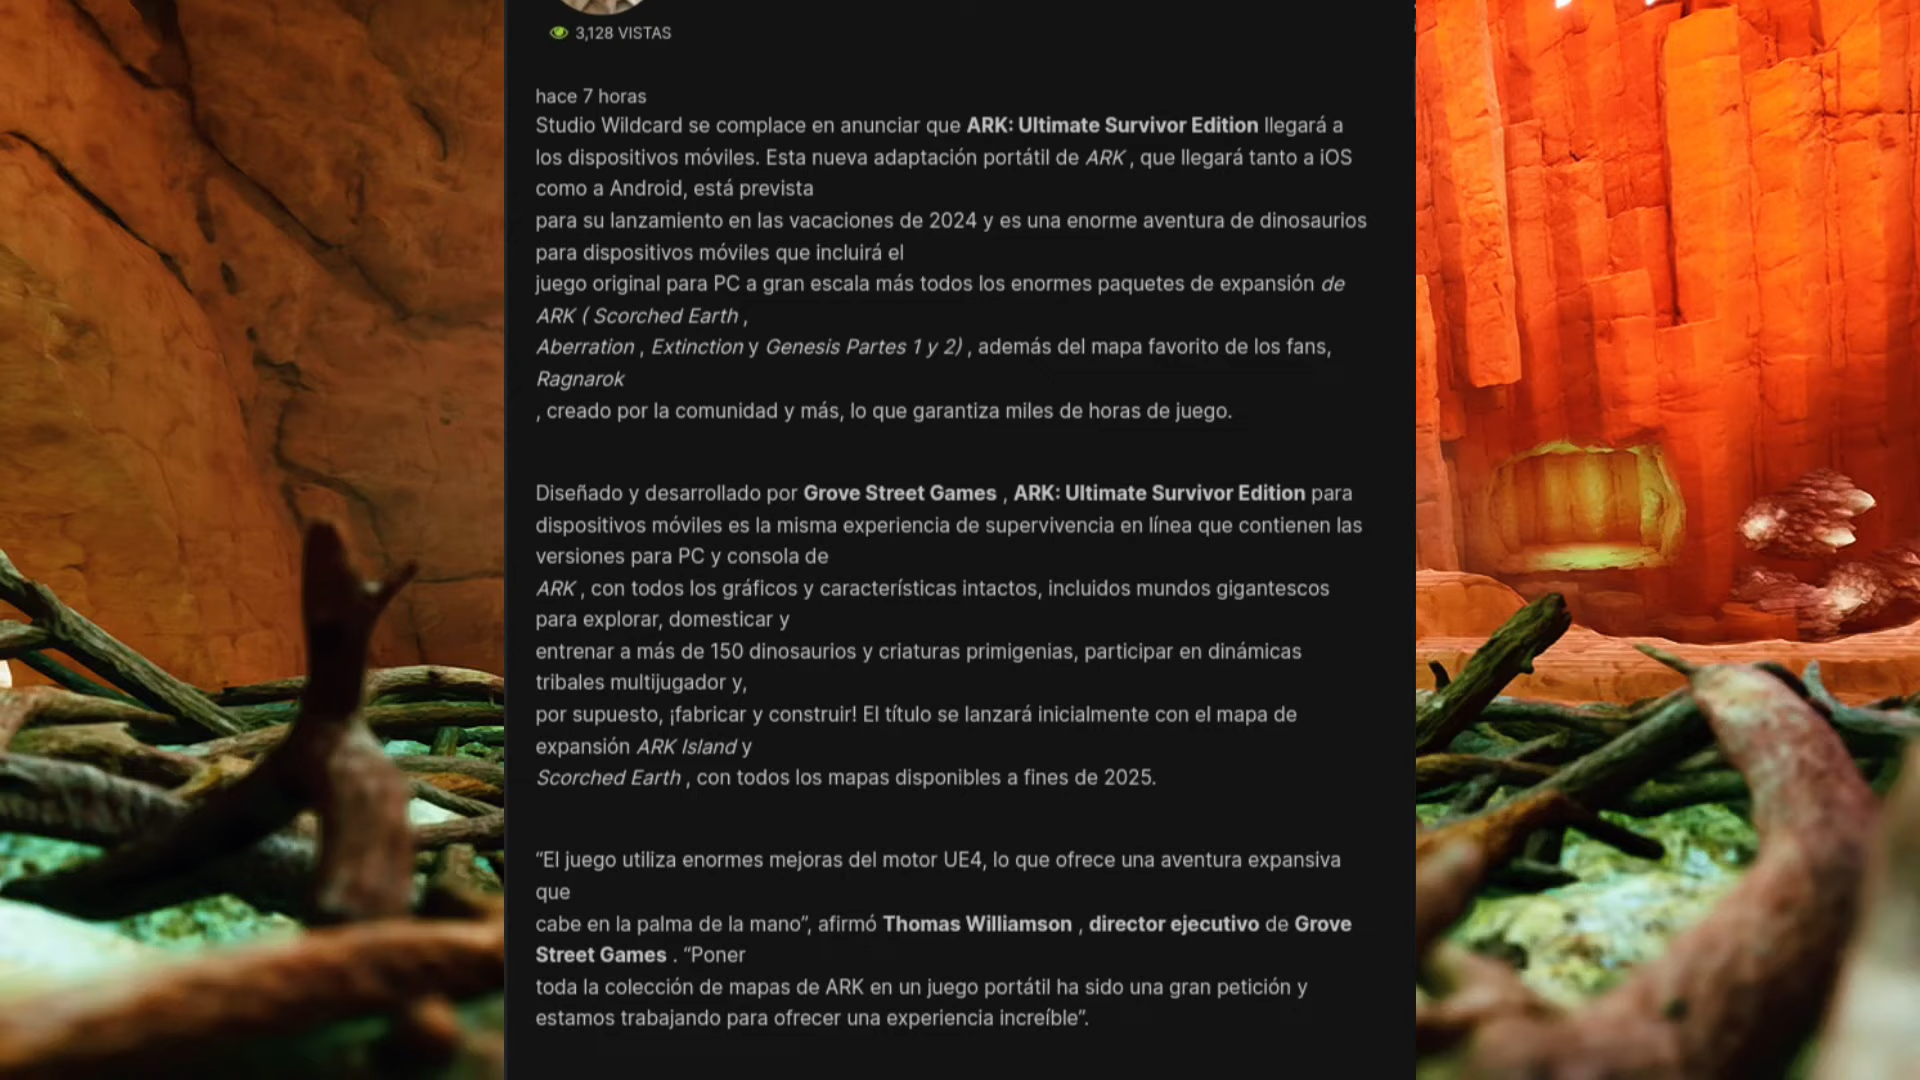 3,128 VISTAS
hace 7 horas
Studio Wildcard se complace en anunciar que ARK: Ultimate Survivor Edition llegará a
los dispositivos móviles. Esta nueva adaptación portátil de ARK , que llegará tanto a iOS
como a Android, está prevista
para su lanzamiento en las vacaciones de 2024 y es una enorme aventura de dinosaurios
para dispositivos móviles que incluirá el
juego original para PC a gran escala más todos los enormes paquetes de expansión de
ARK ( Scorched Earth ,
Aberration , Extinction y Genesis Partes 1 y 2) , además del mapa favorito de los fans,
Ragnarok
, creado por la comunidad y más, lo que garantiza miles de horas de juego.
Diseñado y desarrollado por Grove Street Games , ARK: Ultimate Survivor Edition para
dispositivos móviles es la misma experiencia de supervivencia en línea que contienen las
versiones para PC y consola de
ARK , con todos los gráficos y características intactos, incluidos mundos gigantescos
para explorar, domesticar y
entrenar a más de 150 dinosaurios y criaturas primigenias, participar en dinámicas
tribales multijugador y,
por supuesto, ¡fabricar y construir! El título se lanzará inicialmente con el mapa de
expansión ARK Island y
Scorched Earth , con todos los mapas disponibles a fines de 2025.
“El juego utiliza enormes mejoras del motor UE4, lo que ofrece una aventura expansiva
que
cabe en la palma de la mano”, afirmó Thomas Williamson , director ejecutivo de Grove
Street Games . “Poner
toda la colección de mapas de ARK en un juego portátil ha sido una gran petición y
estamos trabajando para ofrecer una experiencia increíble”.